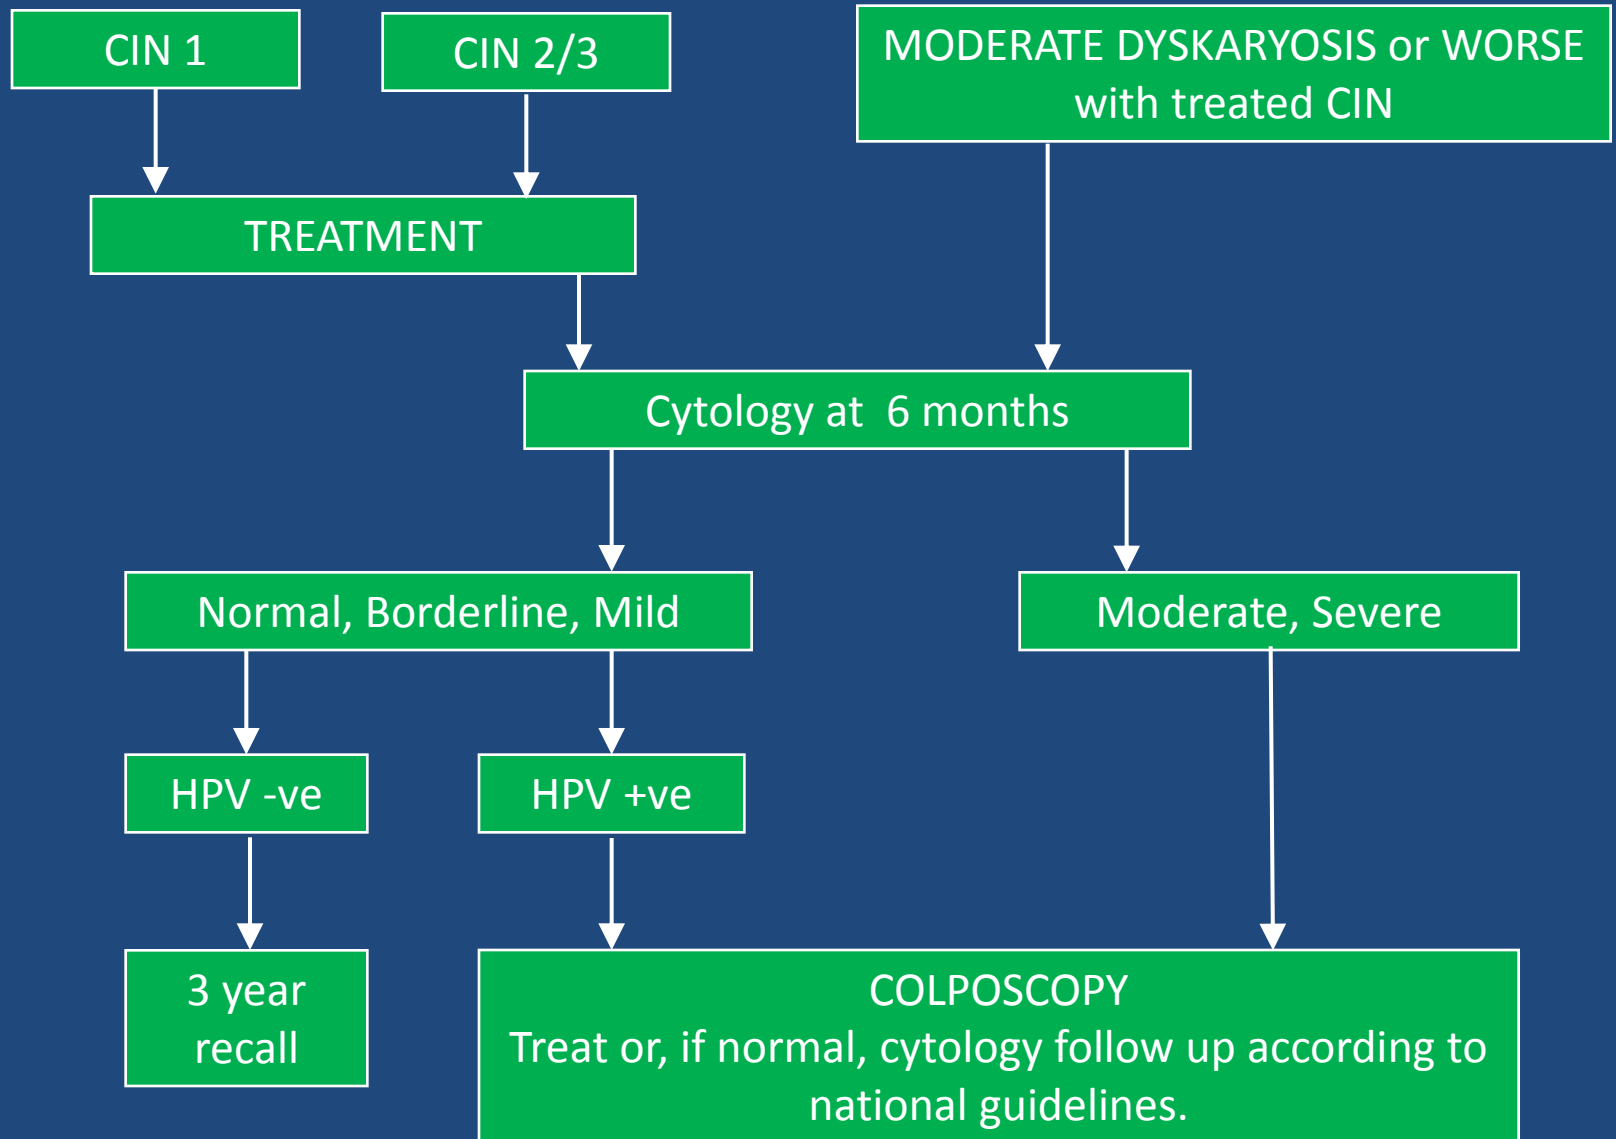 CIN 1
CIN 2/3
MODERATE DYSKARYOSIS or WORSE
with treated CIN
TREATMENT
Cytology at 6 months
Normal, Borderline, Mild
Moderate, Severe
HPV -ve
HPV +ve
3 year
recall
COLPOSCOPY
Treat or, if normal, cytology follow up according to
national guidelines.